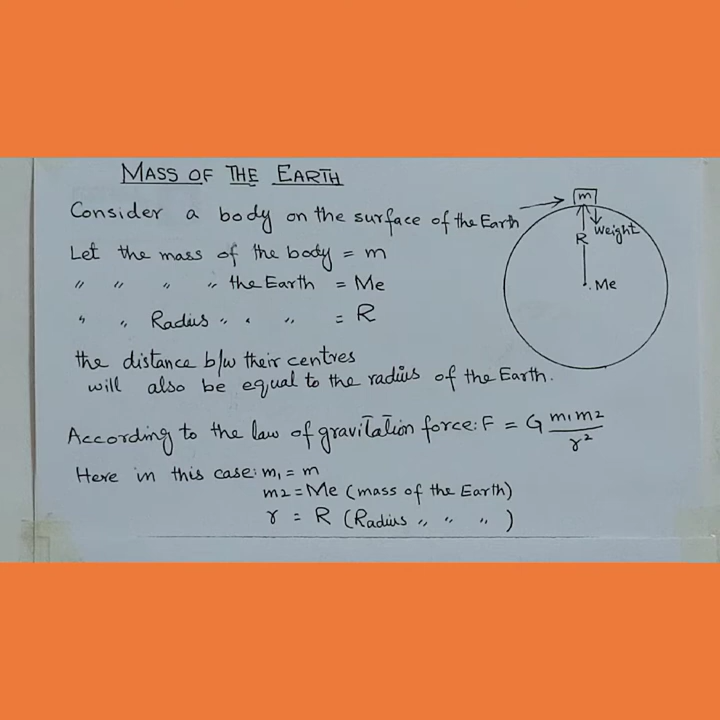 MASS OF THE EARTH
Consider a body on the surface of the Earth
Let the mass of the body = m
" " " " the Earth = Me
" " Radius " " " = R
the distance b/w their centres
will also be equal to the radius of the Earth.
According to the law of gravitation force: F = G m1 m2 / r²
Here in this case: m1 = m
m2 = Me (mass of the Earth)
r = R (Radius " " ")
m
weight
R
. Me